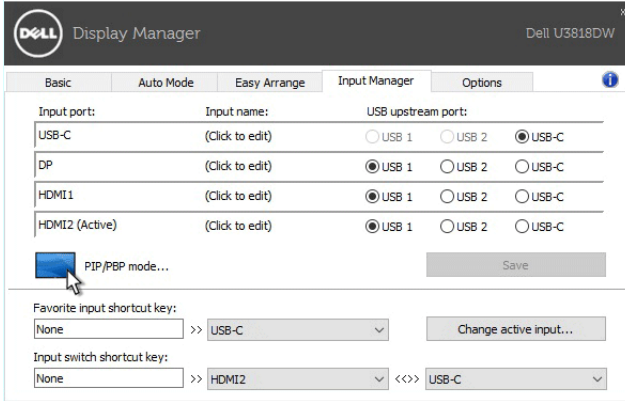 DELL Display Manager Dell U3818DW
Basic Auto Mode Easy Arrange Input Manager Options
Input port: Input name: USB upstream port:
USB-C (Click to edit) USB 1 USB 2 USB-C
DP (Click to edit) USB 1 USB 2 USB-C
HDMI1 (Click to edit) USB 1 USB 2 USB-C
HDMI2 (Active) (Click to edit) USB 1 USB 2 USB-C
PIP/PBP mode... Save
Favorite input shortcut key:
None >> USB-C Change active input...
Input switch shortcut key:
None >> HDMI2 <<>> USB-C